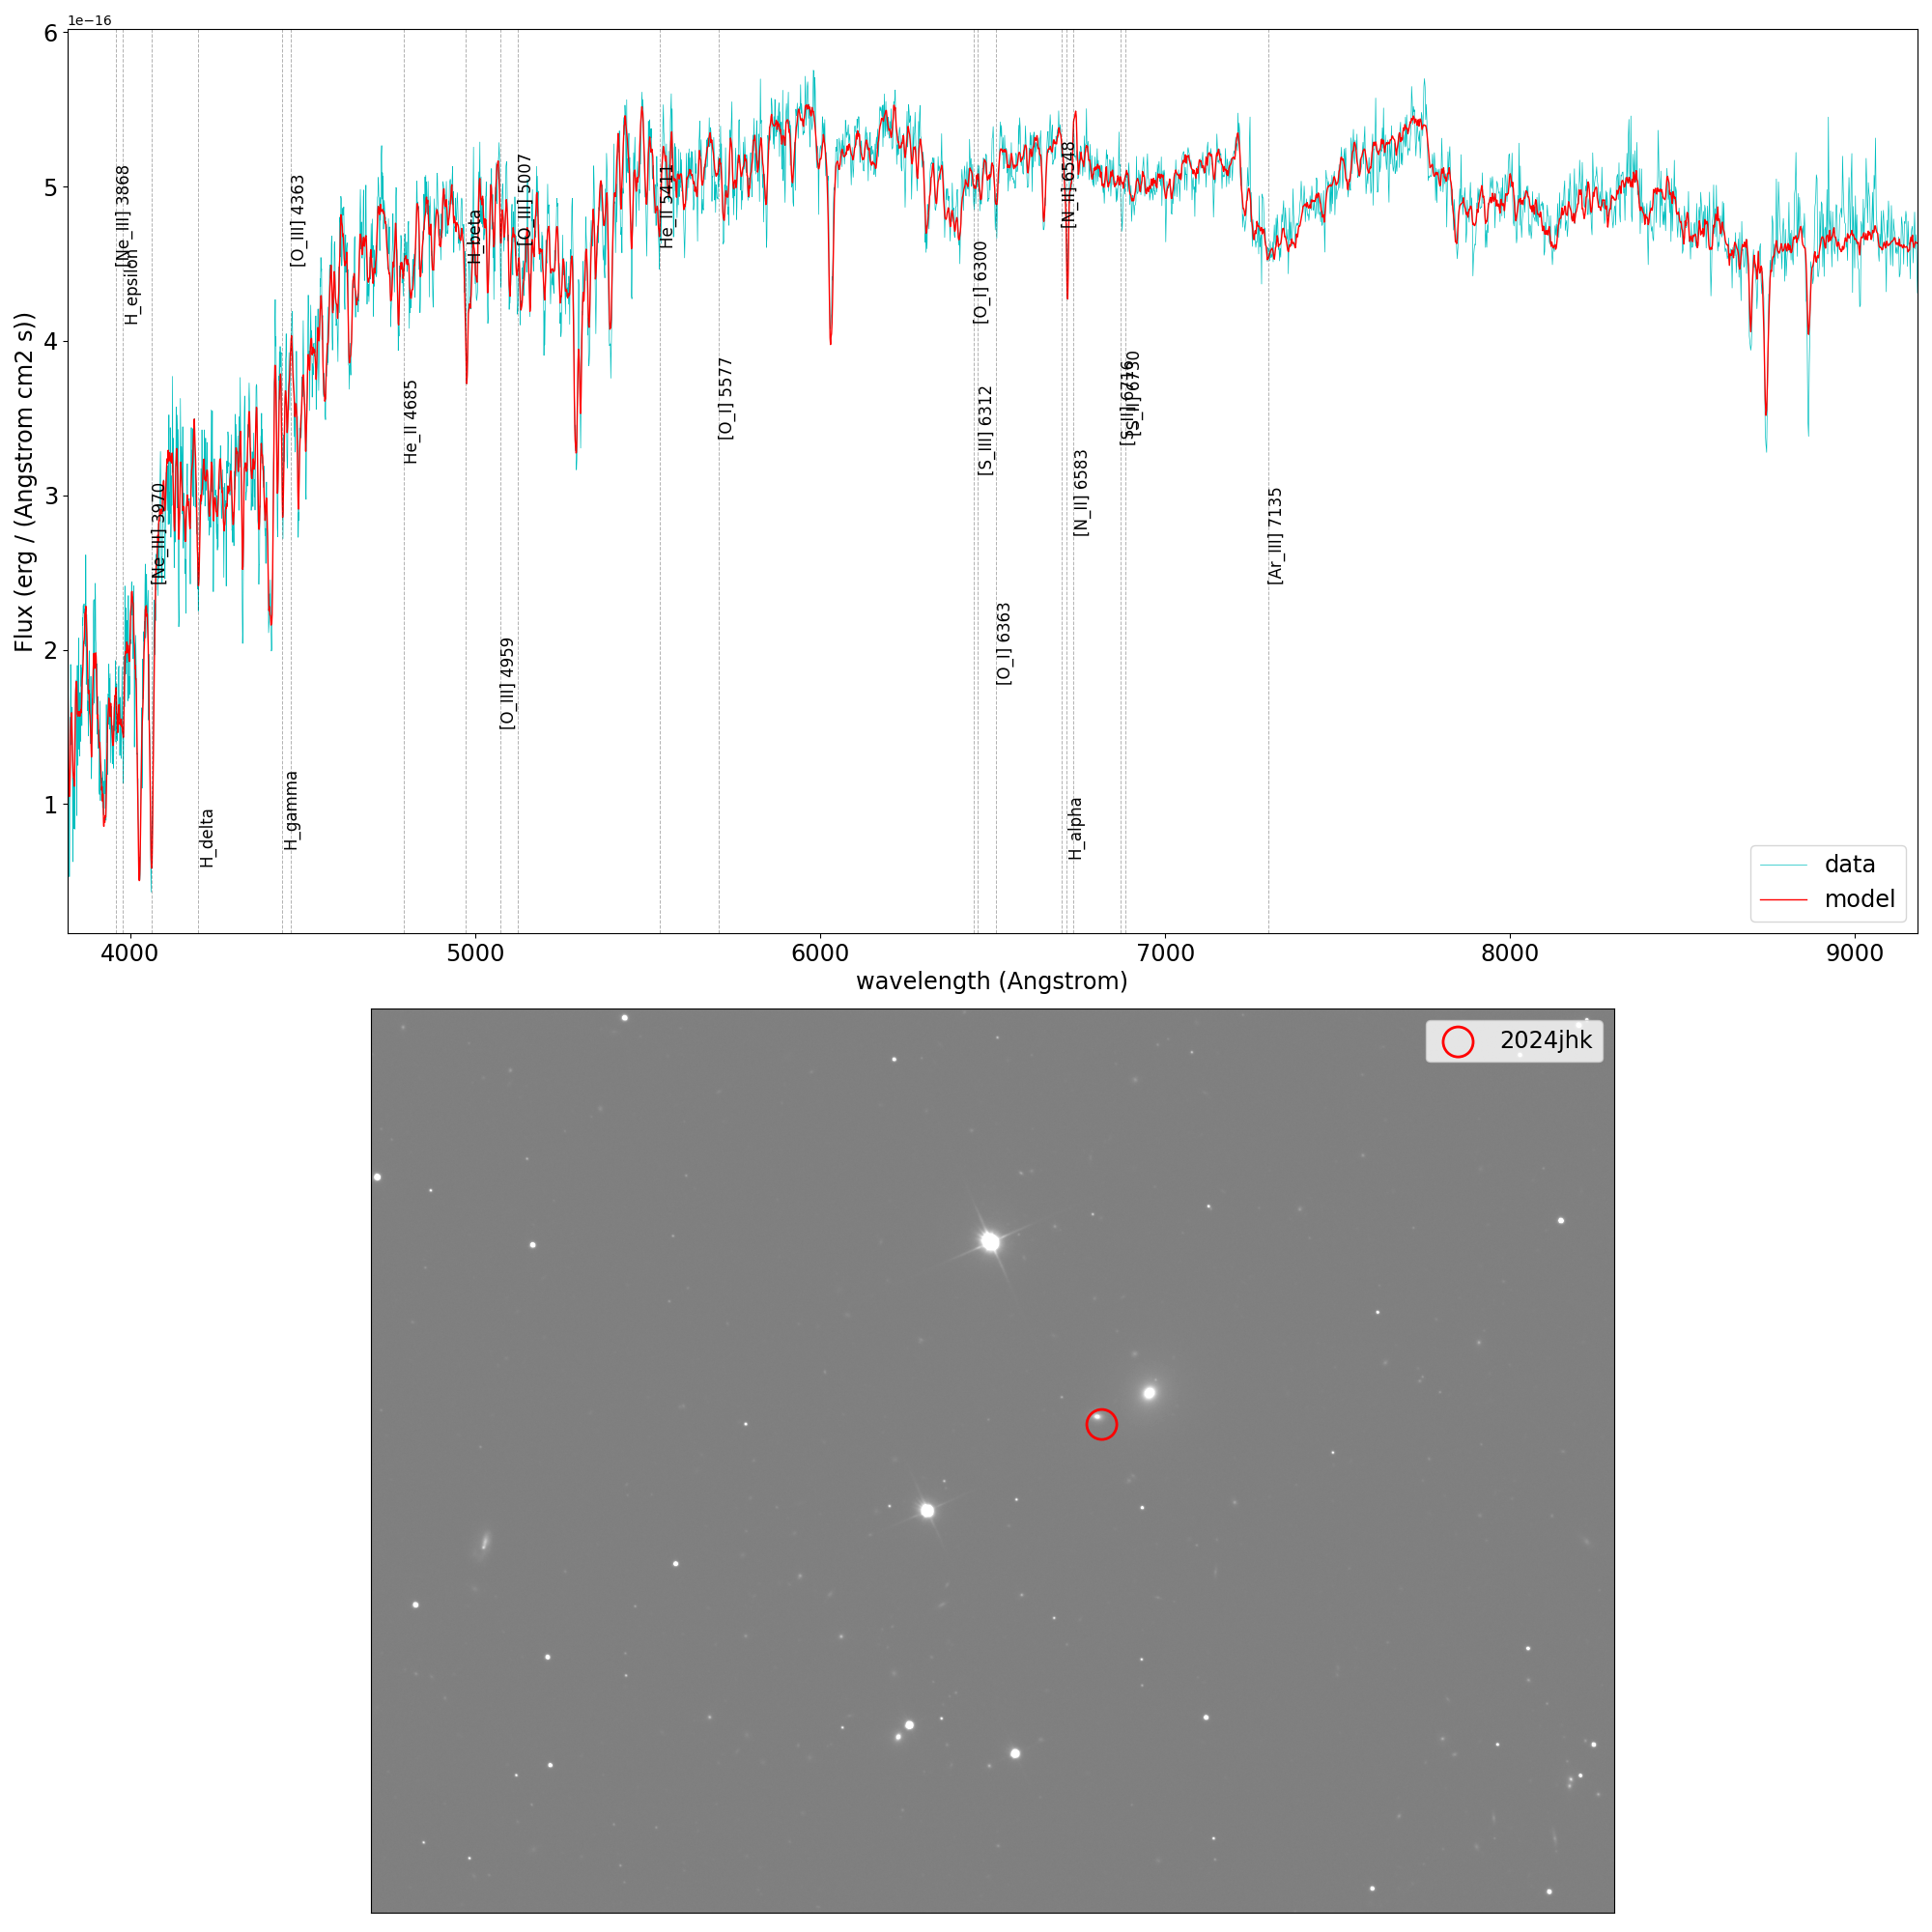 1e−16
6
5
4
3
2
1
Flux (erg / (Angstrom cm2 s))
[Ne_III] 3868
H_epsilon
[Ne_III] 3970
H_delta
H_gamma
[O_III] 4363
He_II 4685
H_beta
[O_III] 4959
[O_III] 5007
He_II 5411
[O_I] 5577
[O_I] 6300
[S_III] 6312
[O_I] 6363
[N_II] 6548
H_alpha
[N_II] 6583
[S_II] 6716
[S_II] 6730
[Ar_III] 7135
data
model
4000 5000 6000 7000 8000 9000
wavelength (Angstrom)
2024jhk